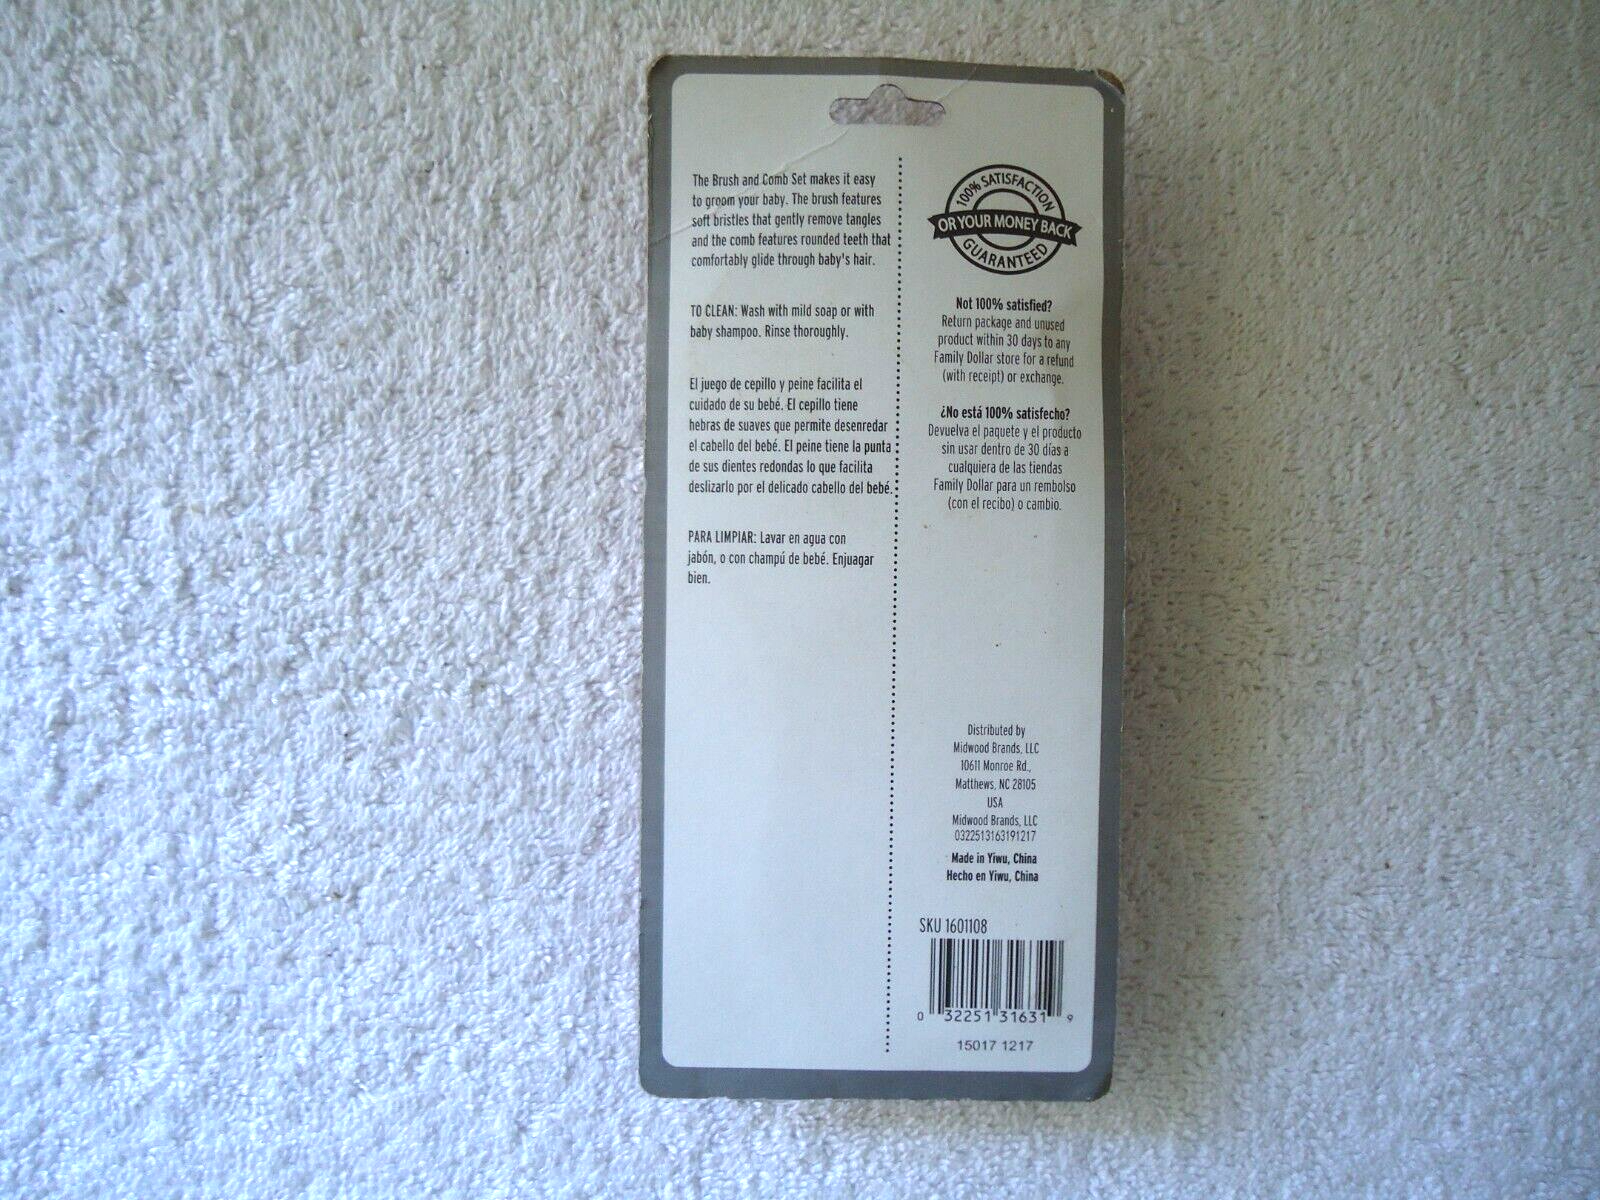 The Brush and Comb Set makes it easy
to groom your baby. The brush features
soft bristles that gently remove tangles
and the comb features rounded teeth that
comfortably glide through baby's hair.
TO CLEAN: Wash with mild soap or with
baby shampoo. Rinse thoroughly.
El juego de cepillo y peine facilita el
cuidado de su bebé. El cepillo tiene
hebras de suaves que permite desenredar
el cabello del bebé. El peine tiene la punta
de sus dientes redondas lo que facilita
deslizarlo por el delicado cabello del bebé.
PARA LIMPIAR: Lavar en agua con
jabón, o con champú de bebé. Enjuagar
bien.
100% SATISFACTION
OR YOUR MONEY BACK
GUARANTEED
Not 100% satisfied?
Return package and unused
product within 30 days to any
Family Dollar store for a refund
(with receipt) or exchange.
¿No está 100% satisfecho?
Devuelva el paquete y el producto
sin usar dentro de 30 días a
cualquiera de las tiendas
Family Dollar para un rembolso
(con el recibo) o cambio.
Distributed by
Midwood Brands, LLC
10611 Monroe Rd.,
Matthews, NC 28105
USA
Midwood Brands, LLC
0322513163191217
Made in Yiwu, China
Hecho en Yiwu, China
SKU 1601108
0 32251 31631 9
15017 1217